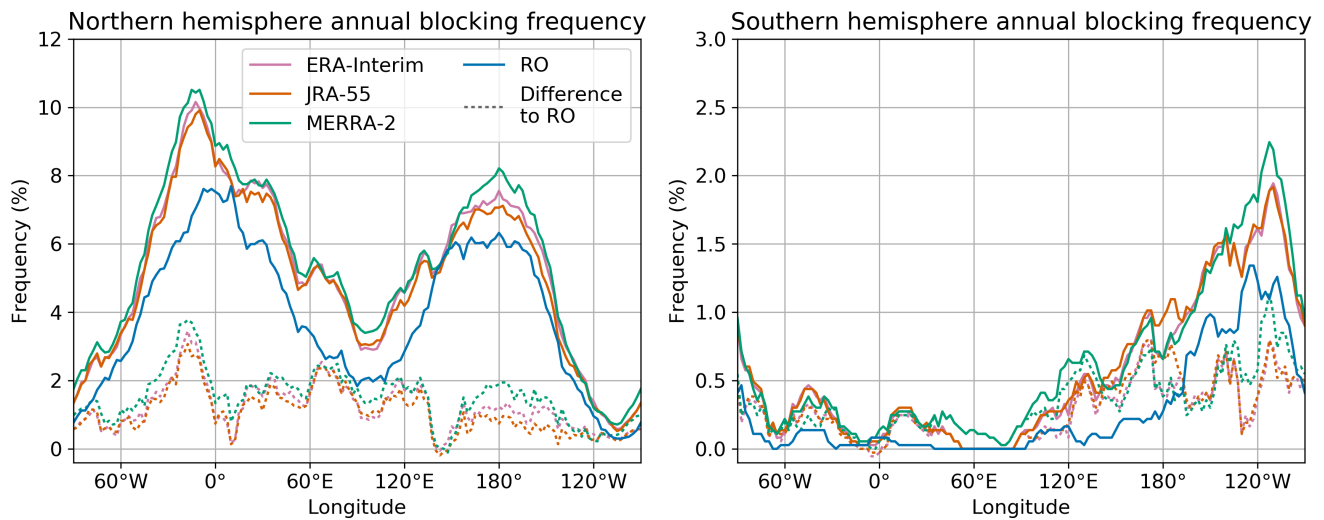 Northern hemisphere annual blocking frequency
12
10
8
6
4
2
0
Frequency (%)
ERA-Interim
JRA-55
MERRA-2
RO
Difference
to RO
60°W
0°
60°E
120°E
180°
120°W
Longitude
Southern hemisphere annual blocking frequency
3.0
2.5
2.0
1.5
1.0
0.5
0.0
Frequency (%)
60°W
0°
60°E
120°E
180°
120°W
Longitude